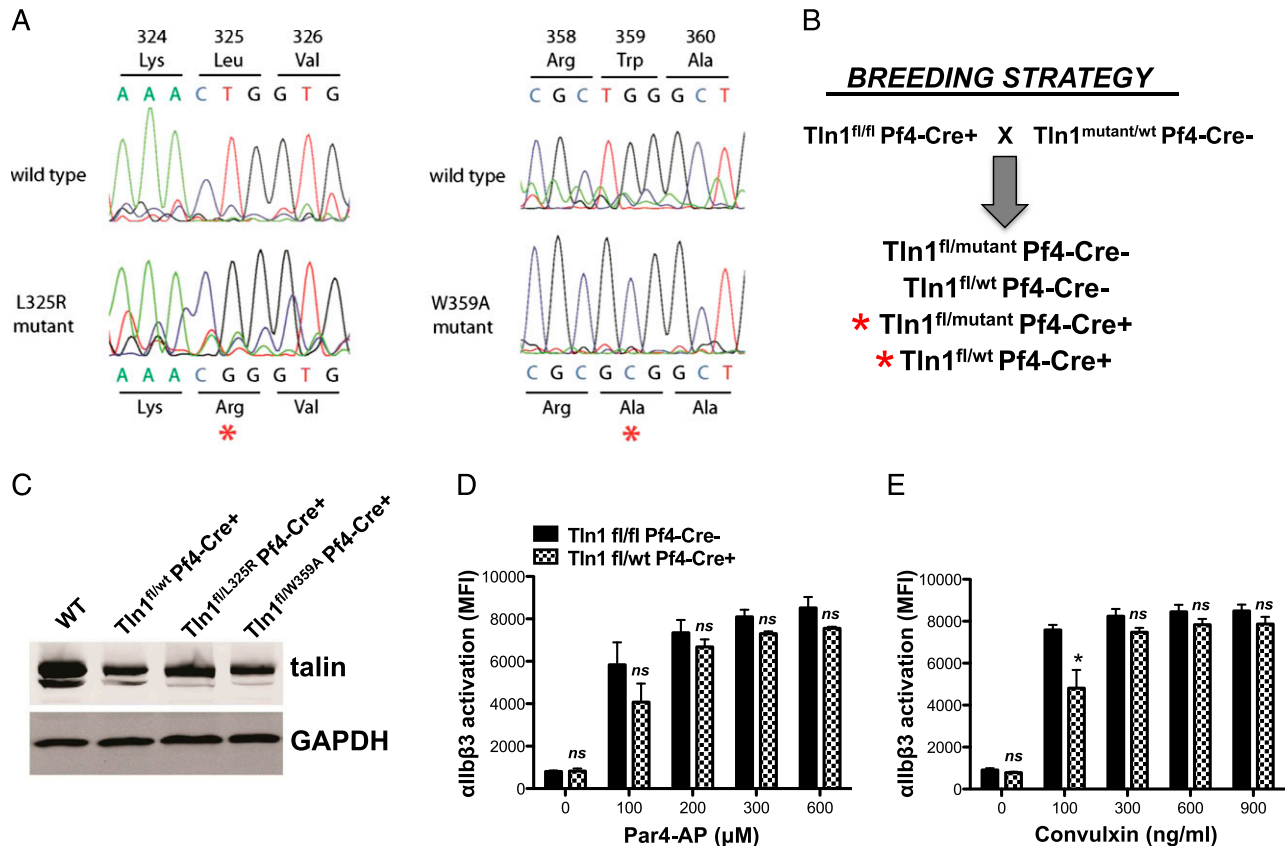 A
324 325 326
Lys Leu Val
A A A C T G G T G
wild type
L325R
mutant
A A A C G G G T G
Lys Arg Val
*
358 359 360
Arg Trp Ala
C G C T G G G C T
wild type
W359A
mutant
C G C G C G G C T
Arg Ala Ala
*
B
BREEDING STRATEGY
Tln1fl/fl Pf4-Cre+ X Tln1mutant/wt Pf4-Cre-
Tln1fl/mutant Pf4-Cre-
Tln1fl/wt Pf4-Cre-
* Tln1fl/mutant Pf4-Cre+
* Tln1fl/wt Pf4-Cre+
C
WT
Tln1fl/wt Pf4-Cre+
Tln1fl/L325R Pf4-Cre+
Tln1fl/W359A Pf4-Cre+
talin
GAPDH
D
Tln1 fl/fl Pf4-Cre-
Tln1 fl/wt Pf4-Cre+
αIIbβ3 activation (MFI)
10000
8000
6000
4000
2000
0
ns ns ns ns ns
0 100 200 300 600
Par4-AP (µM)
E
αIIbβ3 activation (MFI)
10000
8000
6000
4000
2000
0
ns * ns ns ns
0 100 300 600 900
Convulxin (ng/ml)